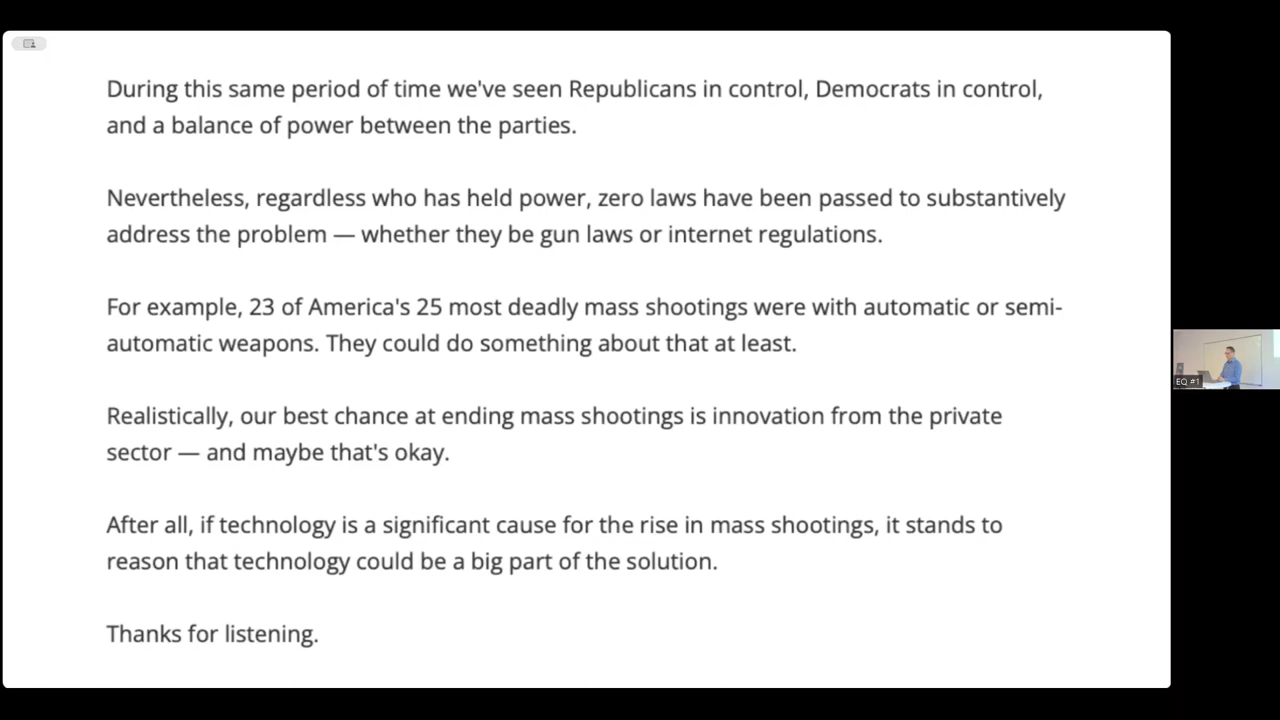 During this same period of time we've seen Republicans in control, Democrats in control,
and a balance of power between the parties.
Nevertheless, regardless who has held power, zero laws have been passed to substantively
address the problem — whether they be gun laws or internet regulations.
For example, 23 of America's 25 most deadly mass shootings were with automatic or semi-
automatic weapons. They could do something about that at least.
Realistically, our best chance at ending mass shootings is innovation from the private
sector — and maybe that's okay.
After all, if technology is a significant cause for the rise in mass shootings, it stands to
reason that technology could be a big part of the solution.
Thanks for listening.
EQ #1